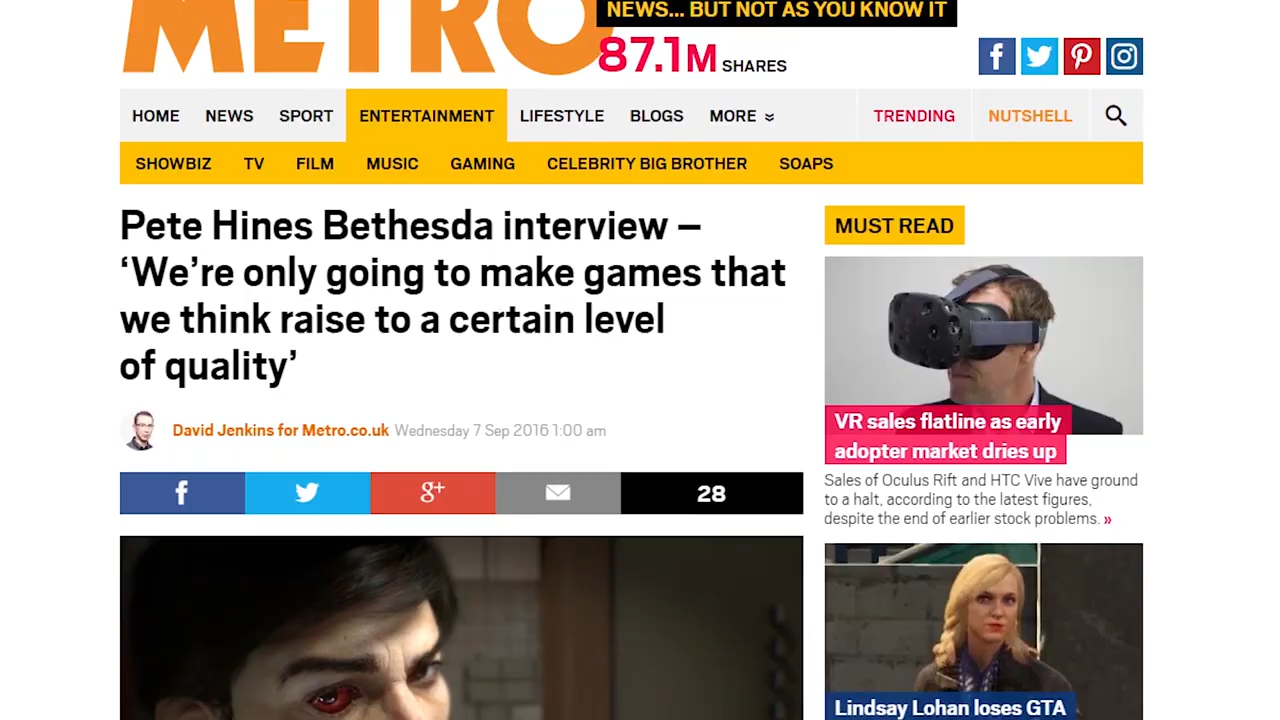 METRO
NEWS... BUT NOT AS YOU KNOW IT
87.1M SHARES
HOME NEWS SPORT ENTERTAINMENT LIFESTYLE BLOGS MORE TRENDING NUTSHELL
SHOWBIZ TV FILM MUSIC GAMING CELEBRITY BIG BROTHER SOAPS
Pete Hines Bethesda interview –
‘We’re only going to make games that
we think raise to a certain level
of quality’
David Jenkins for Metro.co.uk Wednesday 7 Sep 2016 1:00 am
28
MUST READ
VR sales flatline as early
adopter market dries up
Sales of Oculus Rift and HTC Vive have ground
to a halt, according to the latest figures,
despite the end of earlier stock problems. »
Lindsay Lohan loses GTA